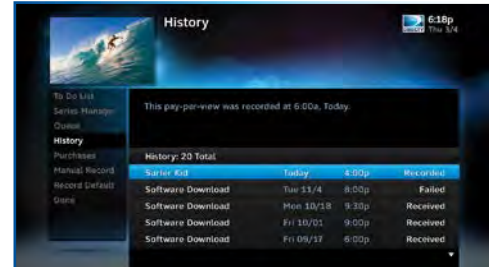 History
6:18p
Thu 3/4
To Do List
Series Manager
Queue
History
Purchases
Manual Record
Record Default
Done
This pay-per-view was recorded at 6:00a, Today.
History: 20 Total
Surfer Kid Today 4:00p Recorded
Software Download Tue 11/4 8:00p Failed
Software Download Mon 10/18 9:30p Received
Software Download Fri 10/01 9:00p Received
Software Download Fri 09/17 6:00p Received